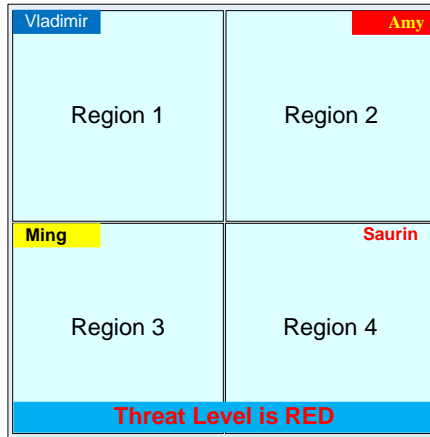 Vladimir
Amy
Region 1
Region 2
Ming
Saurin
Region 3
Region 4
Threat Level is RED